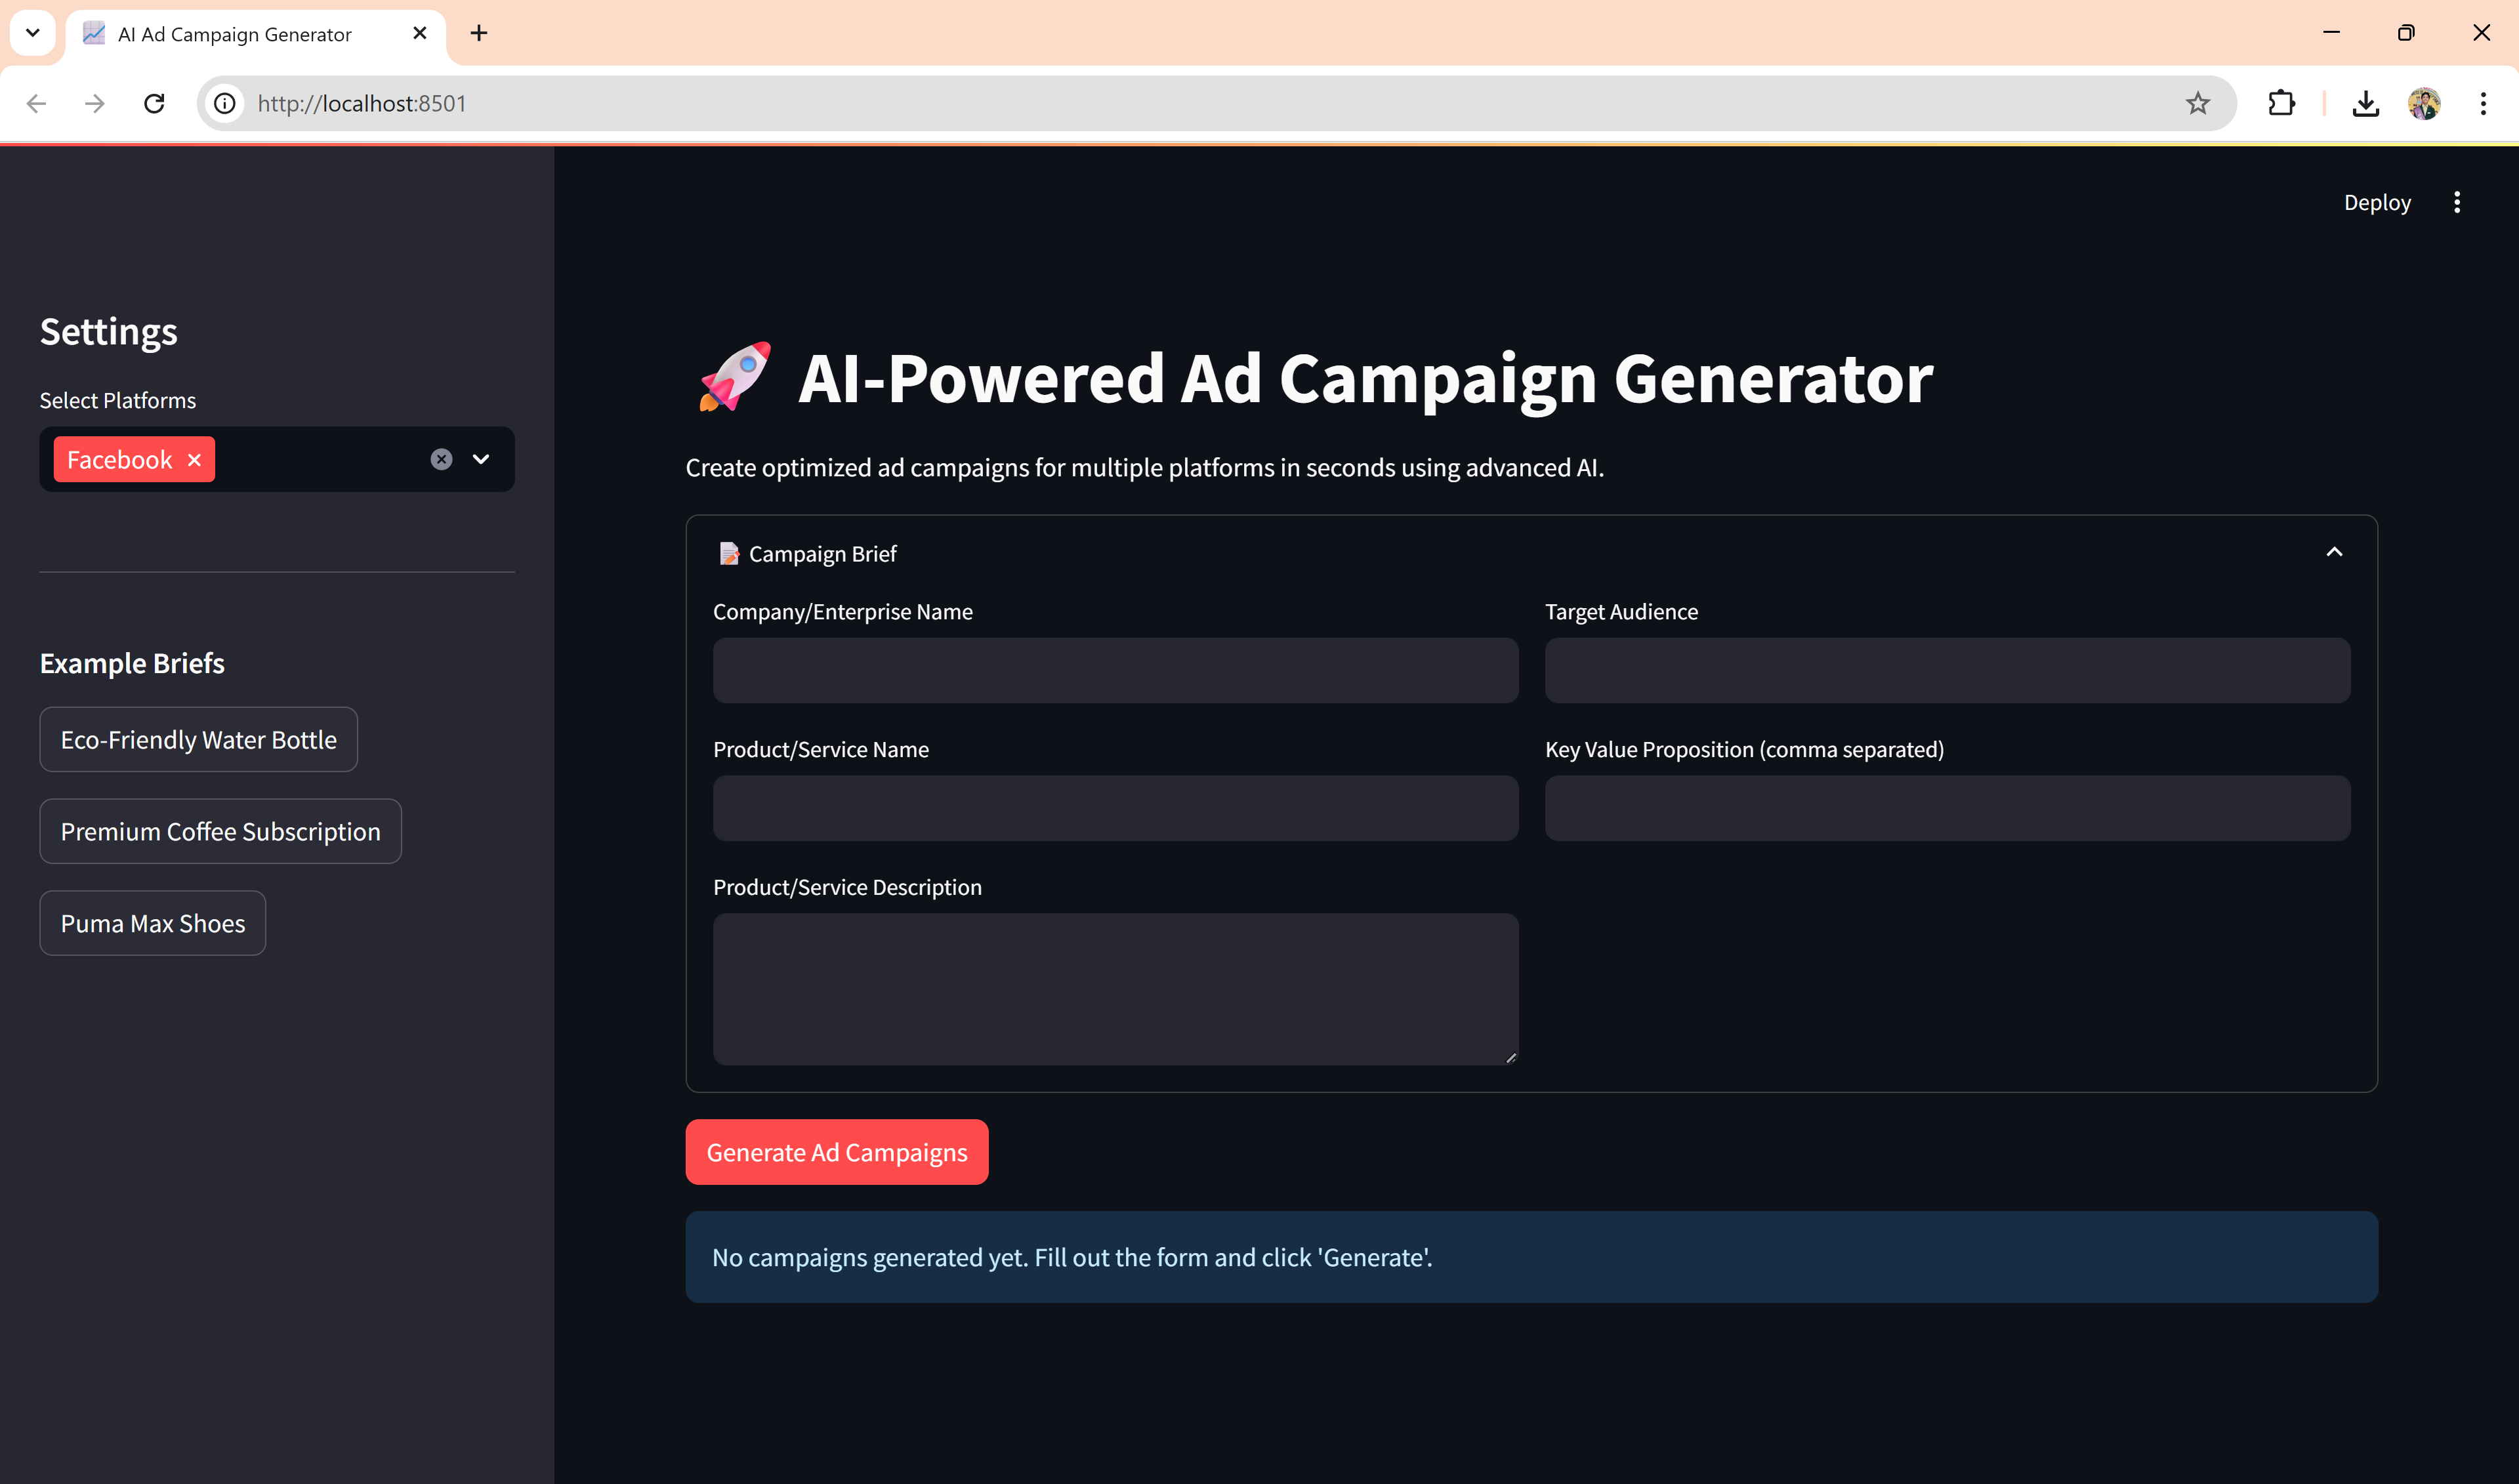 AI Ad Campaign Generator
http://localhost:8501
Deploy
Settings
Select Platforms
Facebook
Example Briefs
Eco-Friendly Water Bottle
Premium Coffee Subscription
Puma Max Shoes
🚀 AI-Powered Ad Campaign Generator
Create optimized ad campaigns for multiple platforms in seconds using advanced AI.
📝 Campaign Brief
Company/Enterprise Name
Target Audience
Product/Service Name
Key Value Proposition (comma separated)
Product/Service Description
Generate Ad Campaigns
No campaigns generated yet. Fill out the form and click 'Generate'.